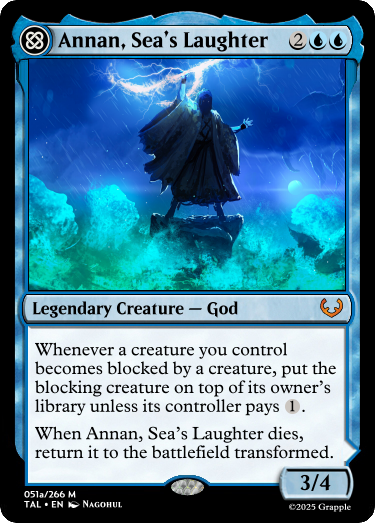 Annan, Sea's Laughter 2
Legendary Creature — God
Whenever a creature you control
becomes blocked by a creature, put the
blocking creature on top of its owner's
library unless its controller pays 1.
When Annan, Sea's Laughter dies,
return it to the battlefield transformed.
3/4
051a/266 M
TAL • EN Nagohul
©2025 Grapple